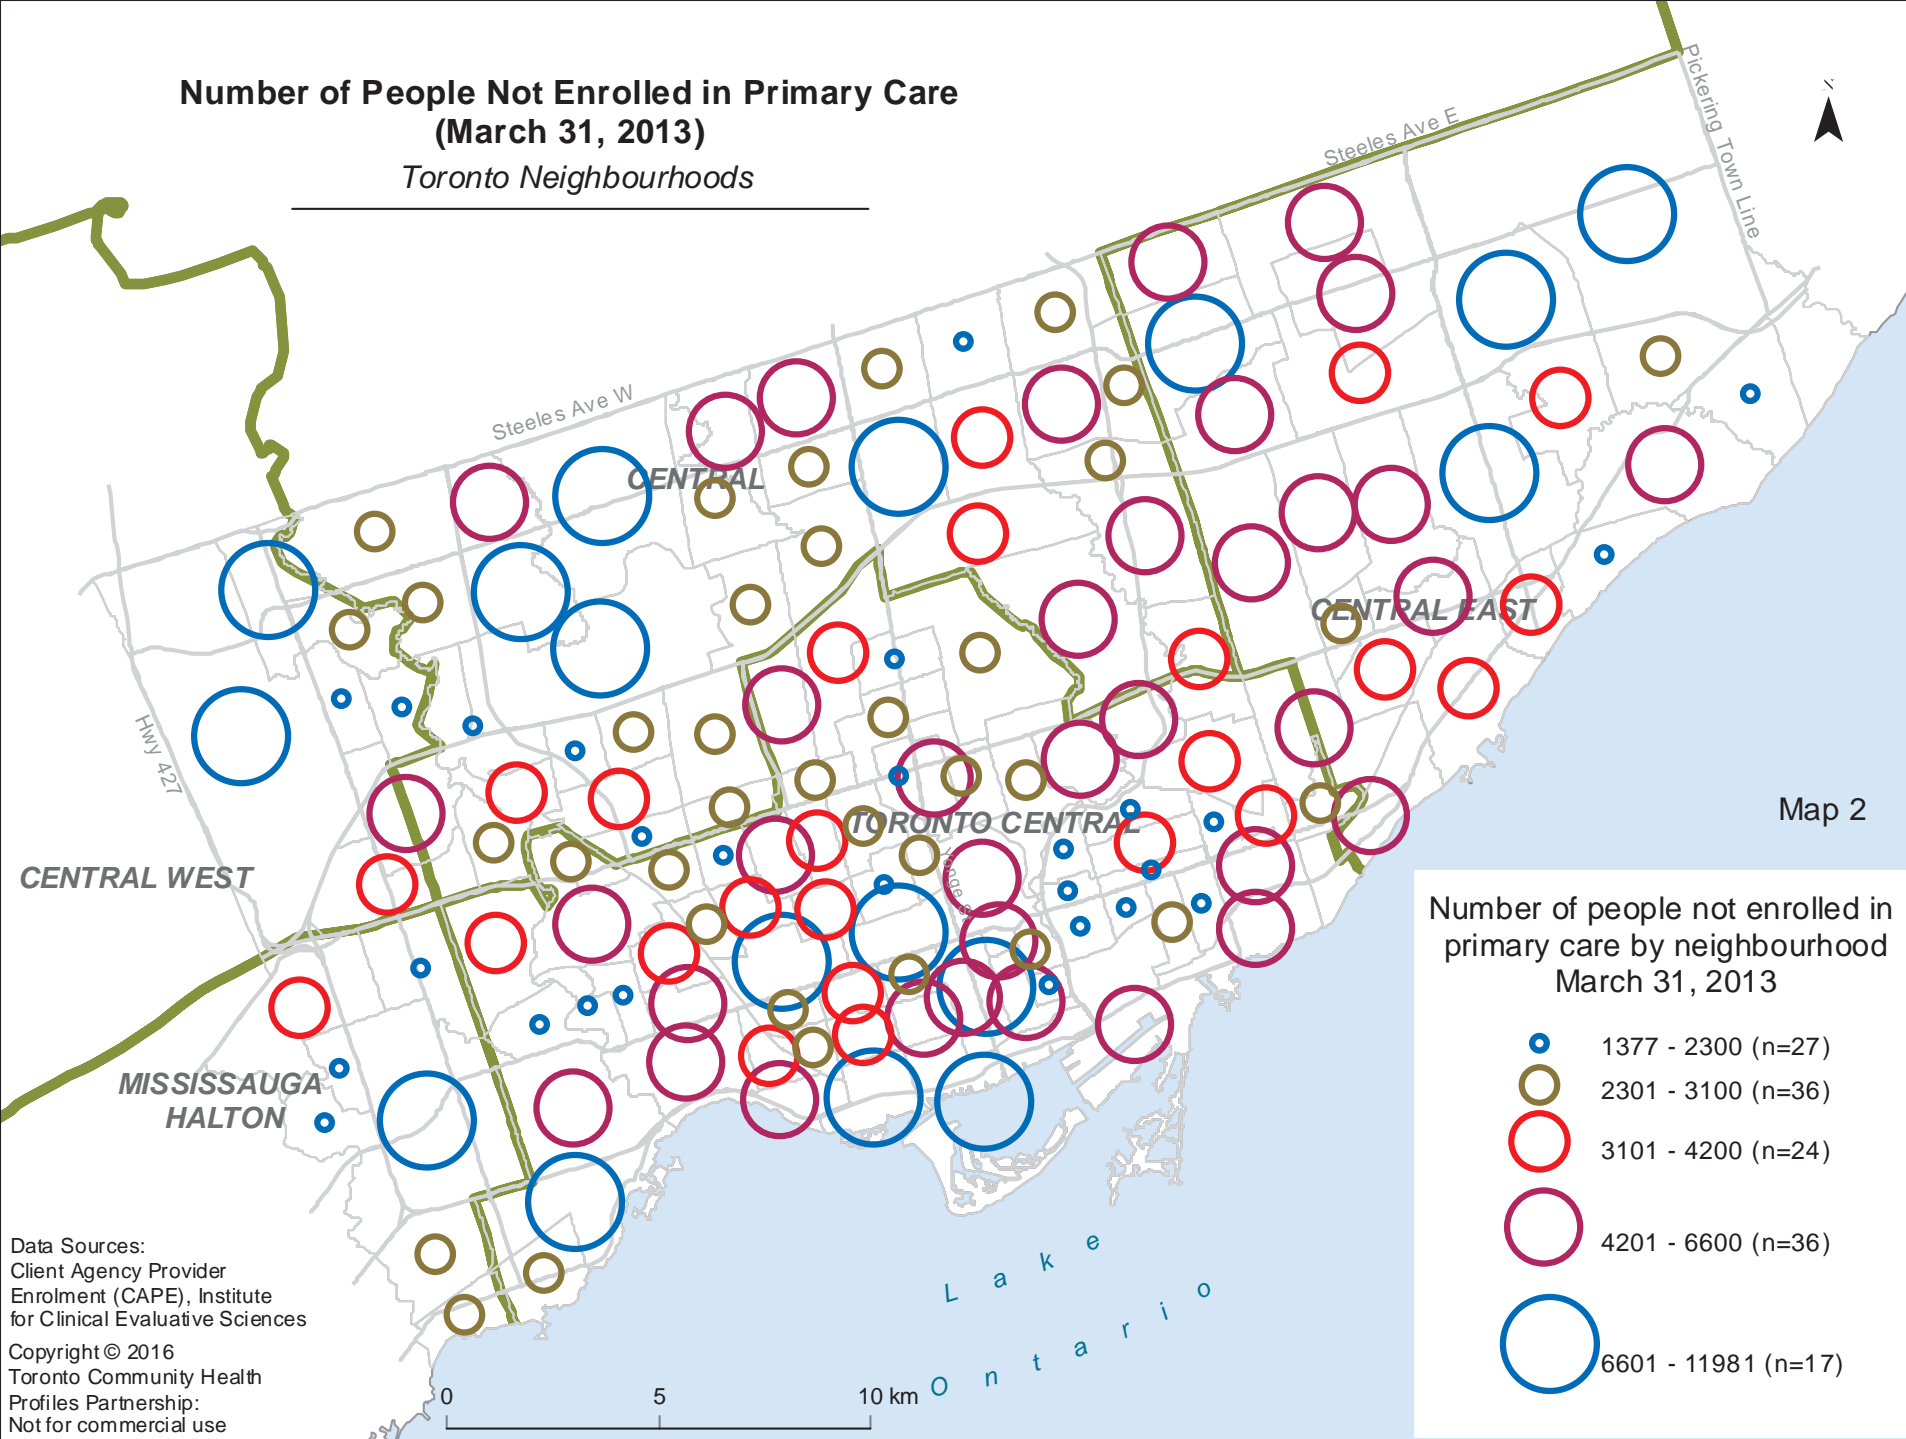 Number of People Not Enrolled in Primary Care
(March 31, 2013)
Toronto Neighbourhoods
N
Pickering Town Line
Steeles Ave E
Steeles Ave W
CENTRAL
CENTRAL EAST
Hwy 427
TORONTO CENTRAL
Yonge St
Map 2
CENTRAL WEST
MISSISSAUGA
HALTON
Number of people not enrolled in
primary care by neighbourhood
March 31, 2013
1377 - 2300 (n=27)
2301 - 3100 (n=36)
3101 - 4200 (n=24)
4201 - 6600 (n=36)
6601 - 11981 (n=17)
Lake
Ontario
Data Sources:
Client Agency Provider
Enrolment (CAPE), Institute
for Clinical Evaluative Sciences
Copyright © 2016
Toronto Community Health
Profiles Partnership:
Not for commercial use
0 5 10 km